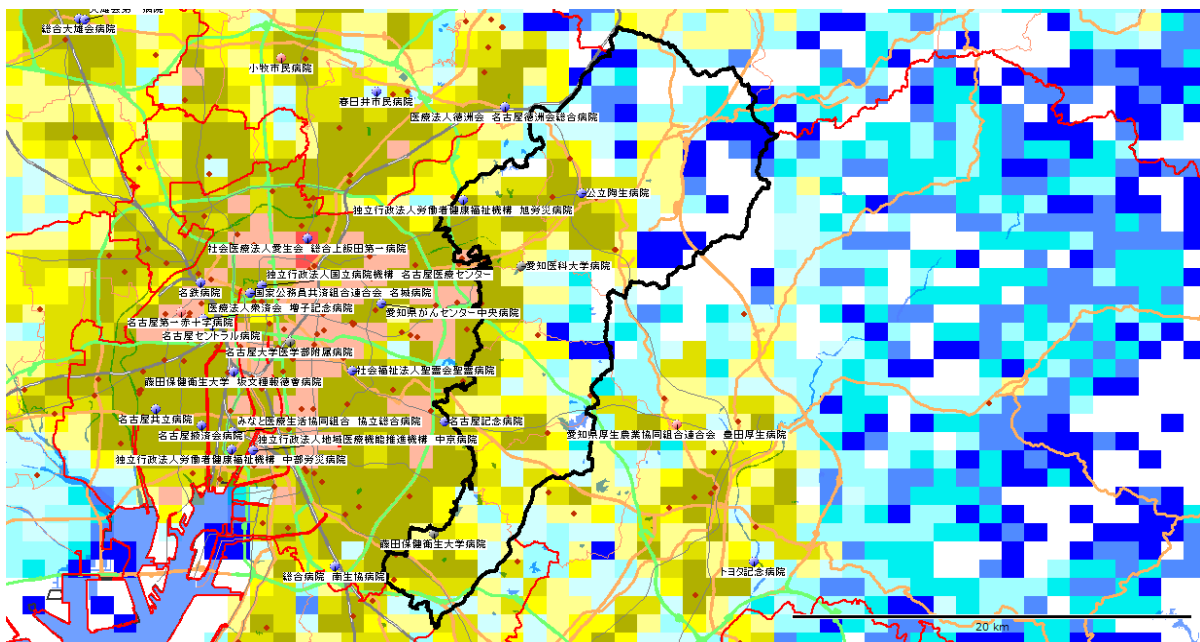 総合大雄会病院
小牧市民病院
春日井市民病院
医療法人徳洲会 名古屋徳洲会総合病院
公立陶生病院
独立行政法人労働者健康福祉機構 旭労災病院
社会医療法人愛生会 総合上飯田第一病院
愛知医科大学病院
独立行政法人国立病院機構 名古屋医療センター
名鉄病院
国家公務員共済組合連合会 名城病院
医療法人衆済会 増子記念病院
愛知県がんセンター中央病院
名古屋第一赤十字病院
名古屋セントラル病院
名古屋大学医学部附属病院
社会福祉法人聖霊会聖霊病院
藤田保健衛生大学 坂文種報徳會病院
名古屋共立病院
みなと医療生活協同組合 協立総合病院
名古屋記念病院
名古屋掖済会病院
独立行政法人地域医療機能推進機構 中京病院
愛知県厚生農業協同組合連合会 豊田厚生病院
独立行政法人労働者健康福祉機構 中部労災病院
藤田保健衛生大学病院
総合病院 南生協病院
トヨタ記念病院
20 km